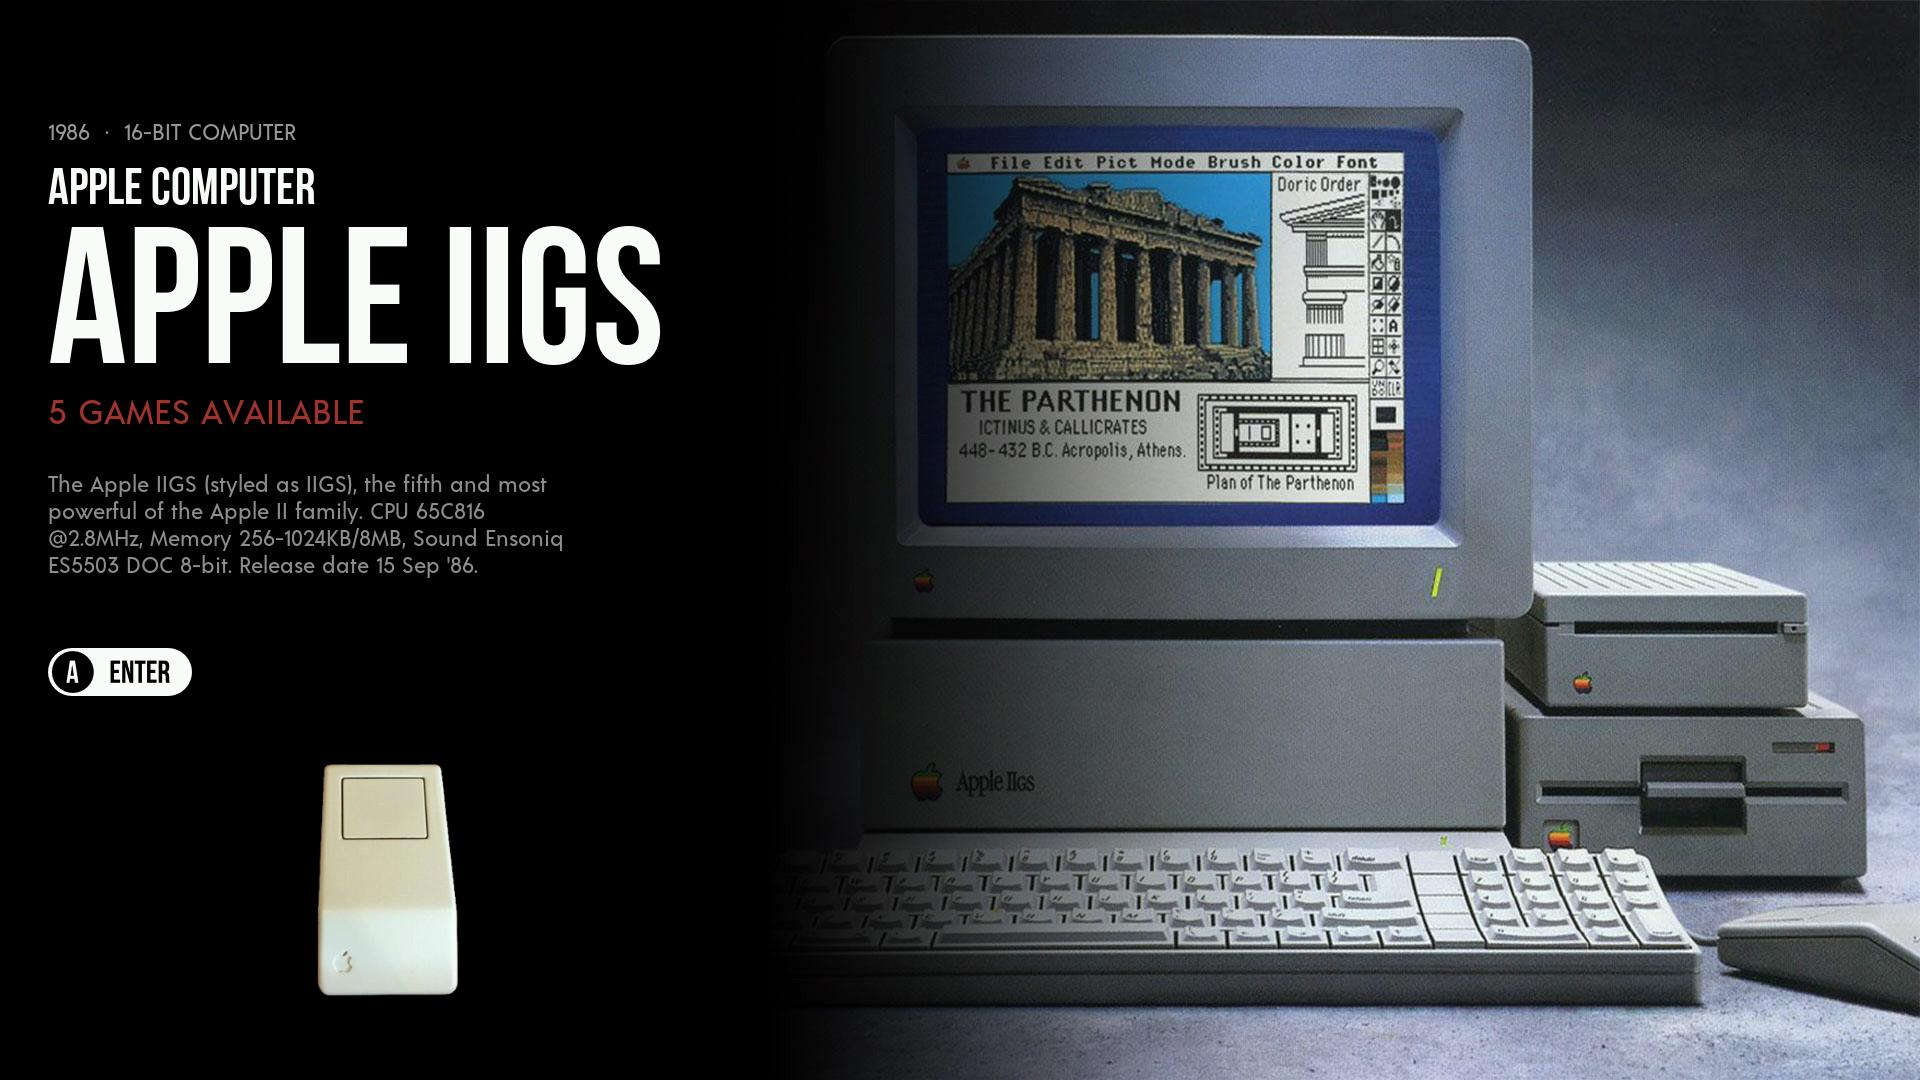 1986 · 16-BIT COMPUTER
APPLE COMPUTER
APPLE IIGS
5 GAMES AVAILABLE
The Apple IIGS (styled as IIGS), the fifth and most
powerful of the Apple II family. CPU 65C816
@2.8MHz, Memory 256-1024KB/8MB, Sound Ensoniq
ES5503 DOC 8-bit. Release date 15 Sep '86.
A ENTER
File Edit Pict Mode Brush Color Font
Doric Order
A
UNDO CLR
THE PARTHENON
ICTINUS & CALLICRATES
448-432 B.C. Acropolis, Athens.
Plan of The Parthenon
Apple IIGS